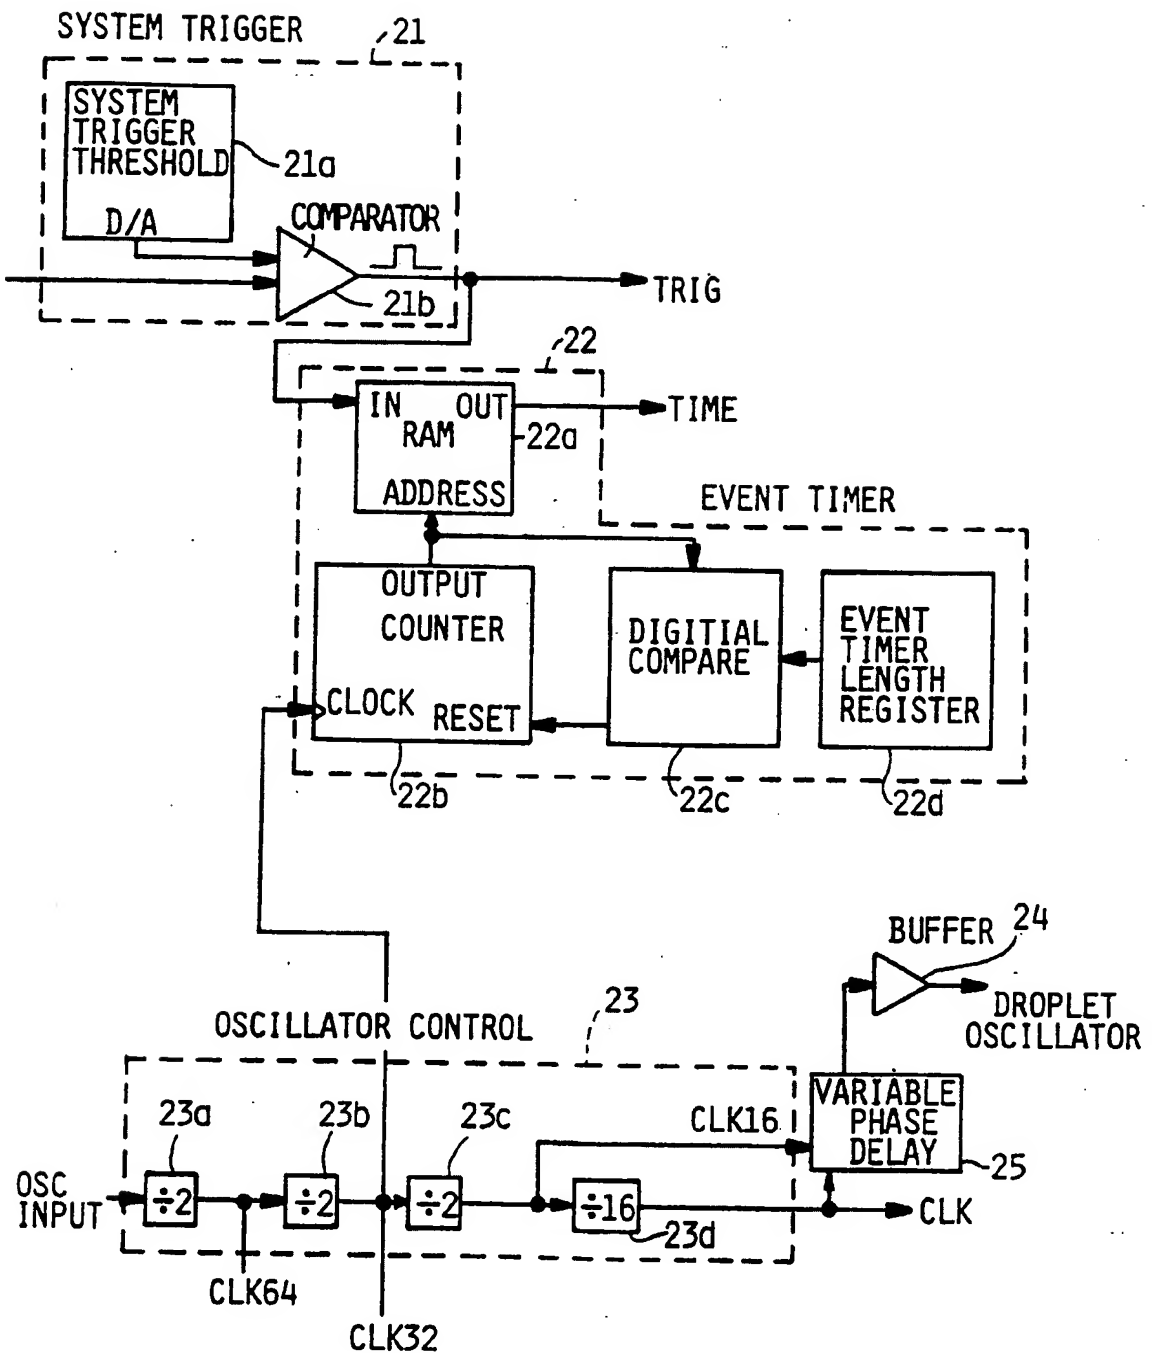 SYSTEM TRIGGER
21
SYSTEM
TRIGGER
THRESHOLD
21a
D/A
COMPARATOR
21b
TRIG
22
IN OUT
RAM
TIME
22a
ADDRESS
EVENT TIMER
OUTPUT
COUNTER
CLOCK
RESET
DIGITIAL
COMPARE
EVENT
TIMER
LENGTH
REGISTER
22b
22c
22d
BUFFER
24
DROPLET
OSCILLATOR
OSCILLATOR CONTROL
23
VARIABLE
PHASE
DELAY
25
23a
23b
23c
CLK16
OSC
INPUT
÷2
÷2
÷2
÷16
23d
CLK
CLK64
CLK32